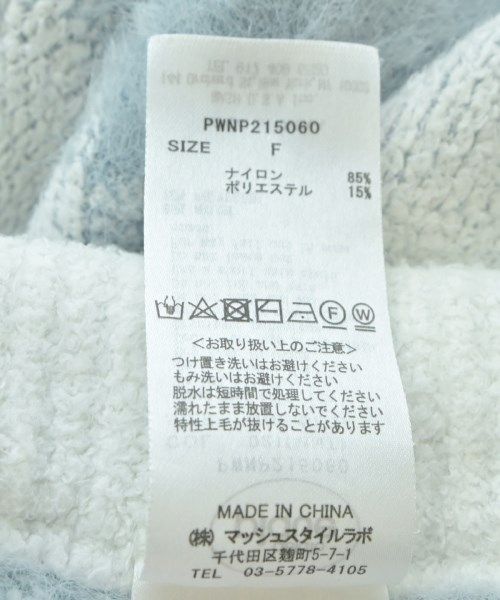 PWNP215060
SIZE F
ナイロン 85%
ポリエステル 15%
F W
<お取り扱い上のご注意>
つけ置き洗いはお避けください
もみ洗いはお避けください
脱水は短時間で処理してください
濡れたまま放置しないでください
特性上毛が抜けることがあります
PWNP215060
MADE IN CHINA
(株) マッシュスタイルラボ
千代田区麹町5-7-1
TEL 03-5778-4105